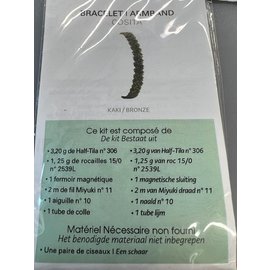 BRACELET | ARMBAND
COSITA
KAKI / BRONZE
Ce kit est composé de
De kit Bestaat uit
• 3,20 g de Half-Tila n° 306
• 1, 25 g de rocailles 15/0
n° 2539L
• 1 fermoir magnétique
• 2 m de fil Miyuki n° 11
• 1 aiguille n° 10
• 1 tube de colle
• 3,20 g van Half-Tila n° 306
• 1,25 g van roc 15/0
n° 2539L
• 1 magnetische sluiting
• 2 m van Miyuki draad n° 11
• 1 naald n° 10
• 1 tube lijm
Matériel Nécessaire non fourni
Het benodigde materiaal niet inbegrepen
• Une paire de ciseaux | Een schaar